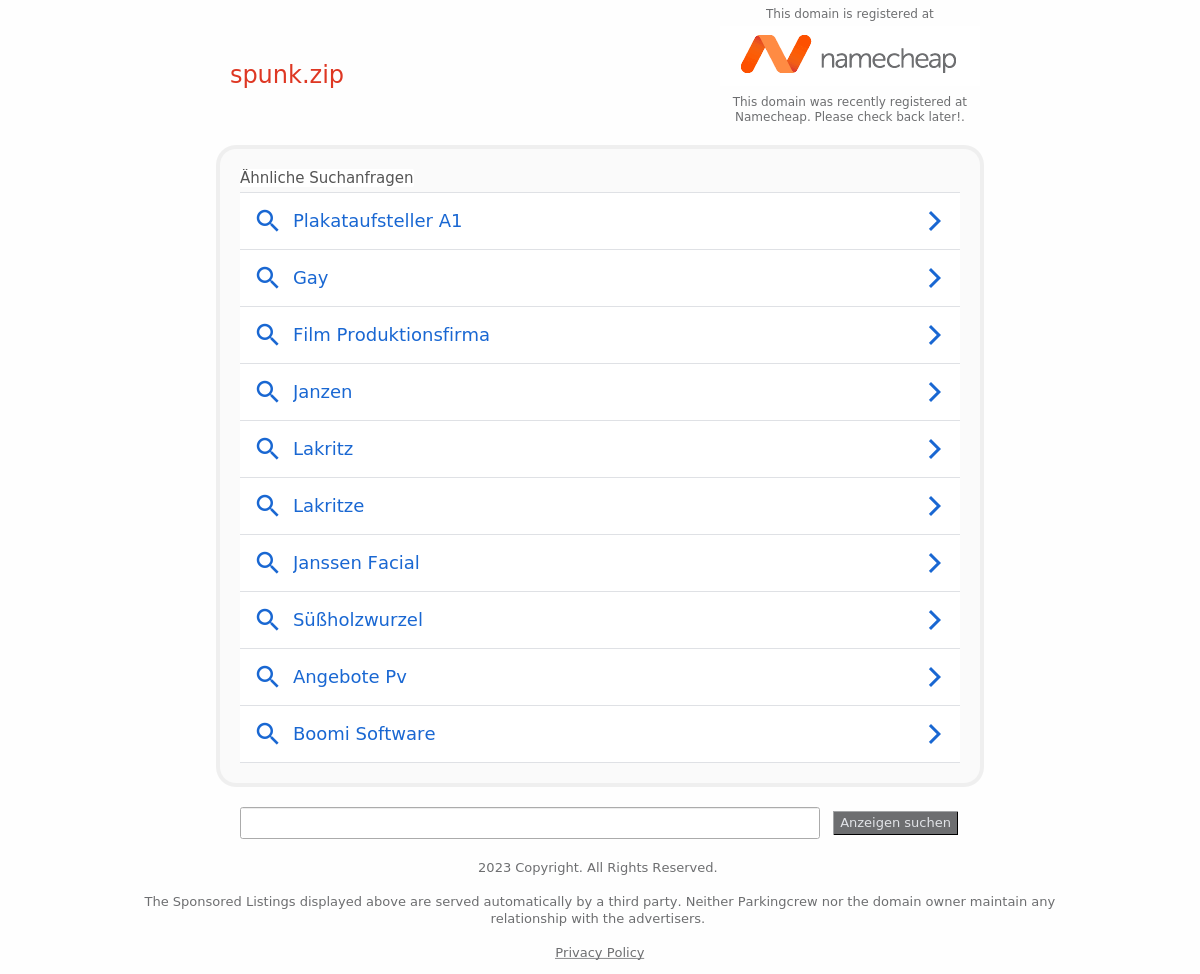 This domain is registered at
namecheap
spunk.zip
This domain was recently registered at
Namecheap. Please check back later!.
Ähnliche Suchanfragen
Plakataufsteller A1
Gay
Film Produktionsfirma
Janzen
Lakritz
Lakritze
Janssen Facial
Süßholzwurzel
Angebote Pv
Boomi Software
Anzeigen suchen
2023 Copyright. All Rights Reserved.
The Sponsored Listings displayed above are served automatically by a third party. Neither Parkingcrew nor the domain owner maintain any
relationship with the advertisers.
Privacy Policy